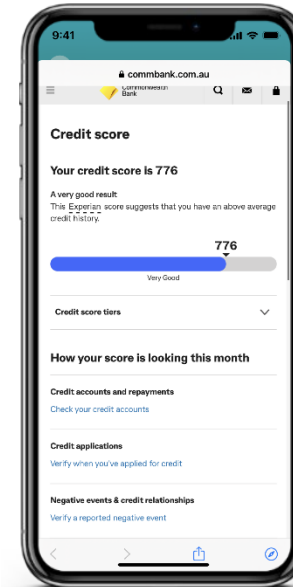 9:41
commbank.com.au
Commonwealth
Bank
Credit score
Your credit score is 776
A very good result
This Experian score suggests that you have an above average
credit history.
776
Very Good
Credit score tiers
How your score is looking this month
Credit accounts and repayments
Check your credit accounts
Credit applications
Verify when you've applied for credit
Negative events & credit relationships
Verify a reported negative event